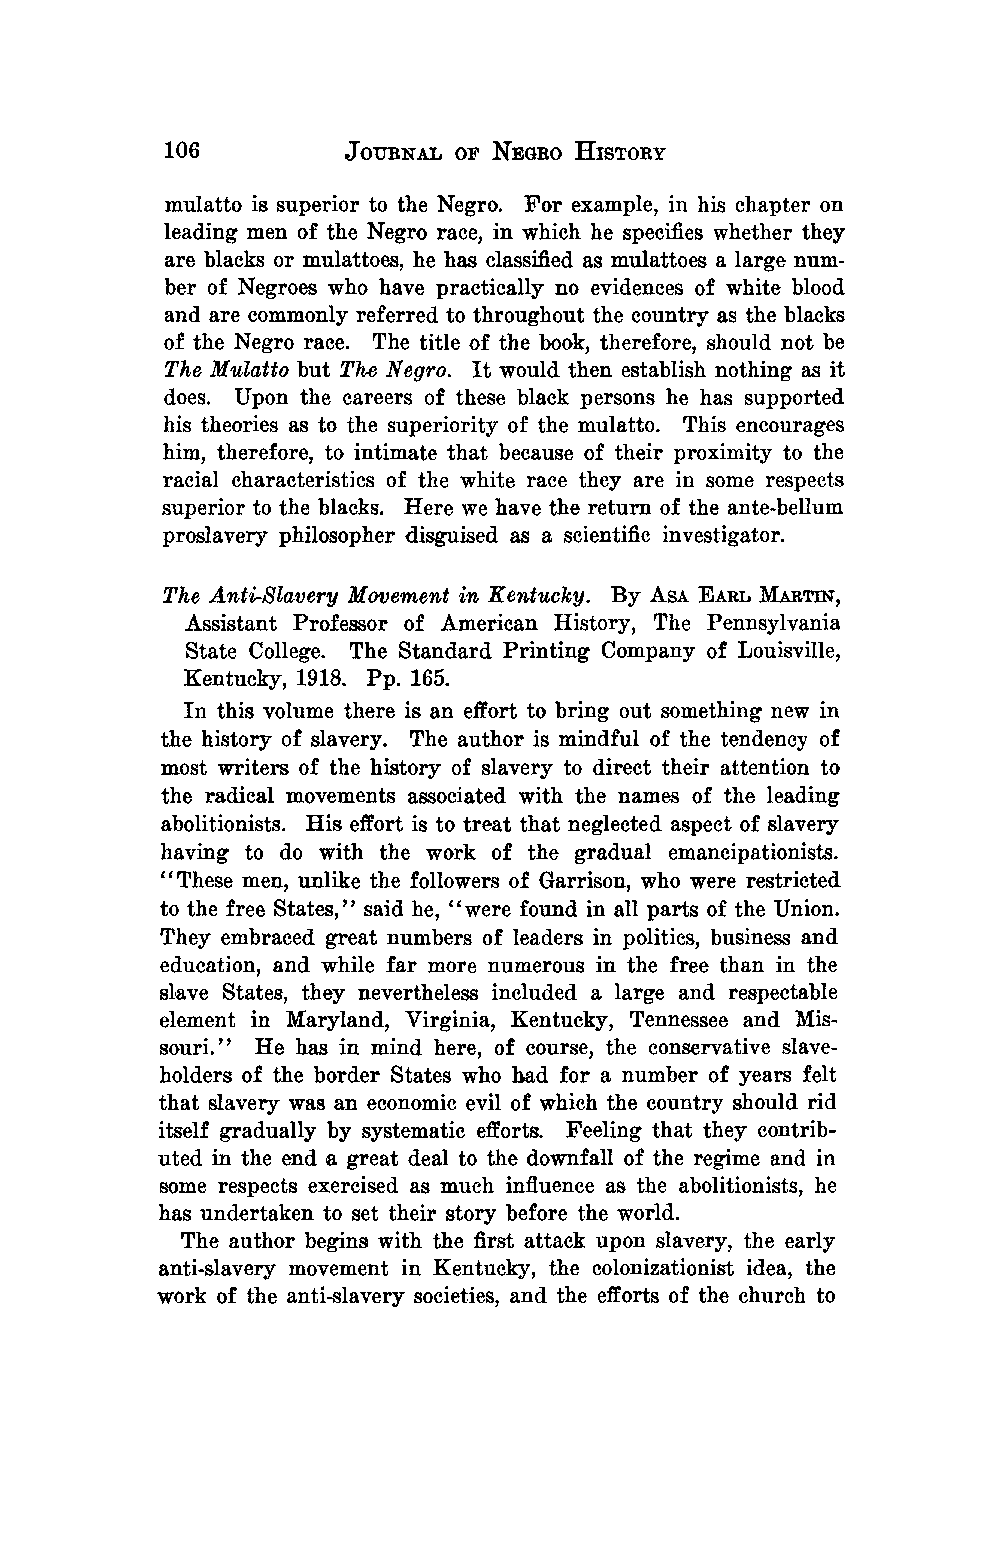 106 JOURNAL OF NEGRO HISTORY
mulatto is superior to the Negro. For example, in his chapter on
leading men of the Negro race, in which he specifies whether they
are blacks or mulattoes, he has classified as mulattoes a large num-
ber of Negroes who have practically no evidences of white blood
and are commonly referred to throughout the country as the blacks
of the Negro race. The title of the book, therefore, should not be
The Mulatto but The Negro. It would then establish nothing as it
does. Upon the careers of these black persons he has supported
his theories as to the superiority of the mulatto. This encourages
him, therefore, to intimate that because of their proximity to the
racial characteristics of the white race they are in some respects
superior to the blacks. Here we have the return of the ante-bellum
proslavery philosopher disguised as a scientific investigator.
The Anti-Slavery Movement in Kentucky. By ASA EARL MARTIN,
Assistant Professor of American History, The Pennsylvania
State College. The Standard Printing Company of Louisville,
Kentucky, 1918. Pp. 165.
In this volume there is an effort to bring out something new in
the history of slavery. The author is mindful of the tendency of
most writers of the history of slavery to direct their attention to
the radical movements associated with the names of the leading
abolitionists. His effort is to treat that neglected aspect of slavery
having to do with the work of the gradual emancipationists.
"These men, unlike the followers of Garrison, who were restricted
to the free States," said he, "were found in all parts of the Union.
They embraced great numbers of leaders in politics, business and
education, and while far more numerous in the free than in the
slave States, they nevertheless included a large and respectable
element in Maryland, Virginia, Kentucky, Tennessee and Mis-
souri." He has in mind here, of course, the conservative slave-
holders of the border States who had for a number of years felt
that slavery was an economic evil of which the country should rid
itself gradually by systematic efforts. Feeling that they contrib-
uted in the end a great deal to the downfall of the regime and in
some respects exercised as much influence as the abolitionists, he
has undertaken to set their story before the world.
The author begins with the first attack upon slavery, the early
anti-slavery movement in Kentucky, the colonizationist idea, the
work of the anti-slavery societies, and the efforts of the church to